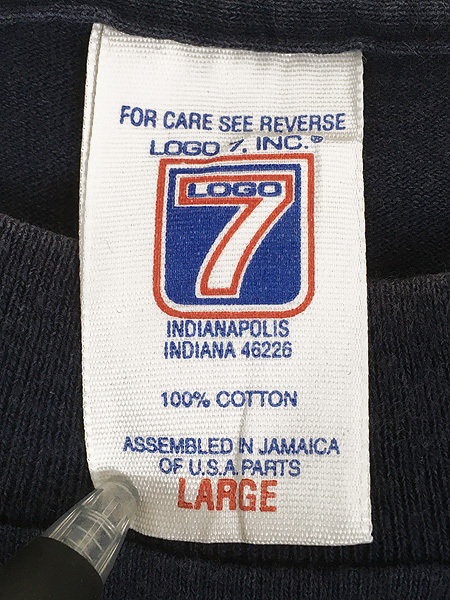 FOR CARE SEE REVERSE
LOGO 7, INC.®
LOGO
7
INDIANAPOLIS
INDIANA 46226
100% COTTON
ASSEMBLED IN JAMAICA
OF U.S.A PARTS
LARGE